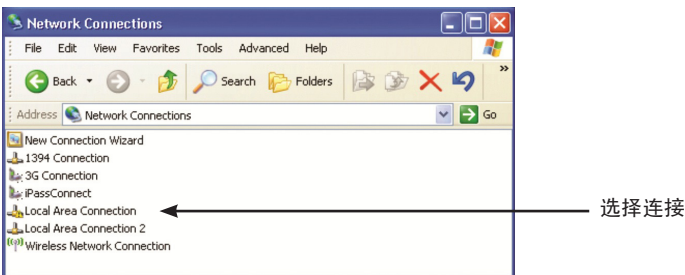 Network Connections
File Edit View Favorites Tools Advanced Help
Back Search Folders »
Address Network Connections Go
New Connection Wizard
1394 Connection
3G Connection
iPassConnect
Local Area Connection
选择连接
Local Area Connection 2
Wireless Network Connection